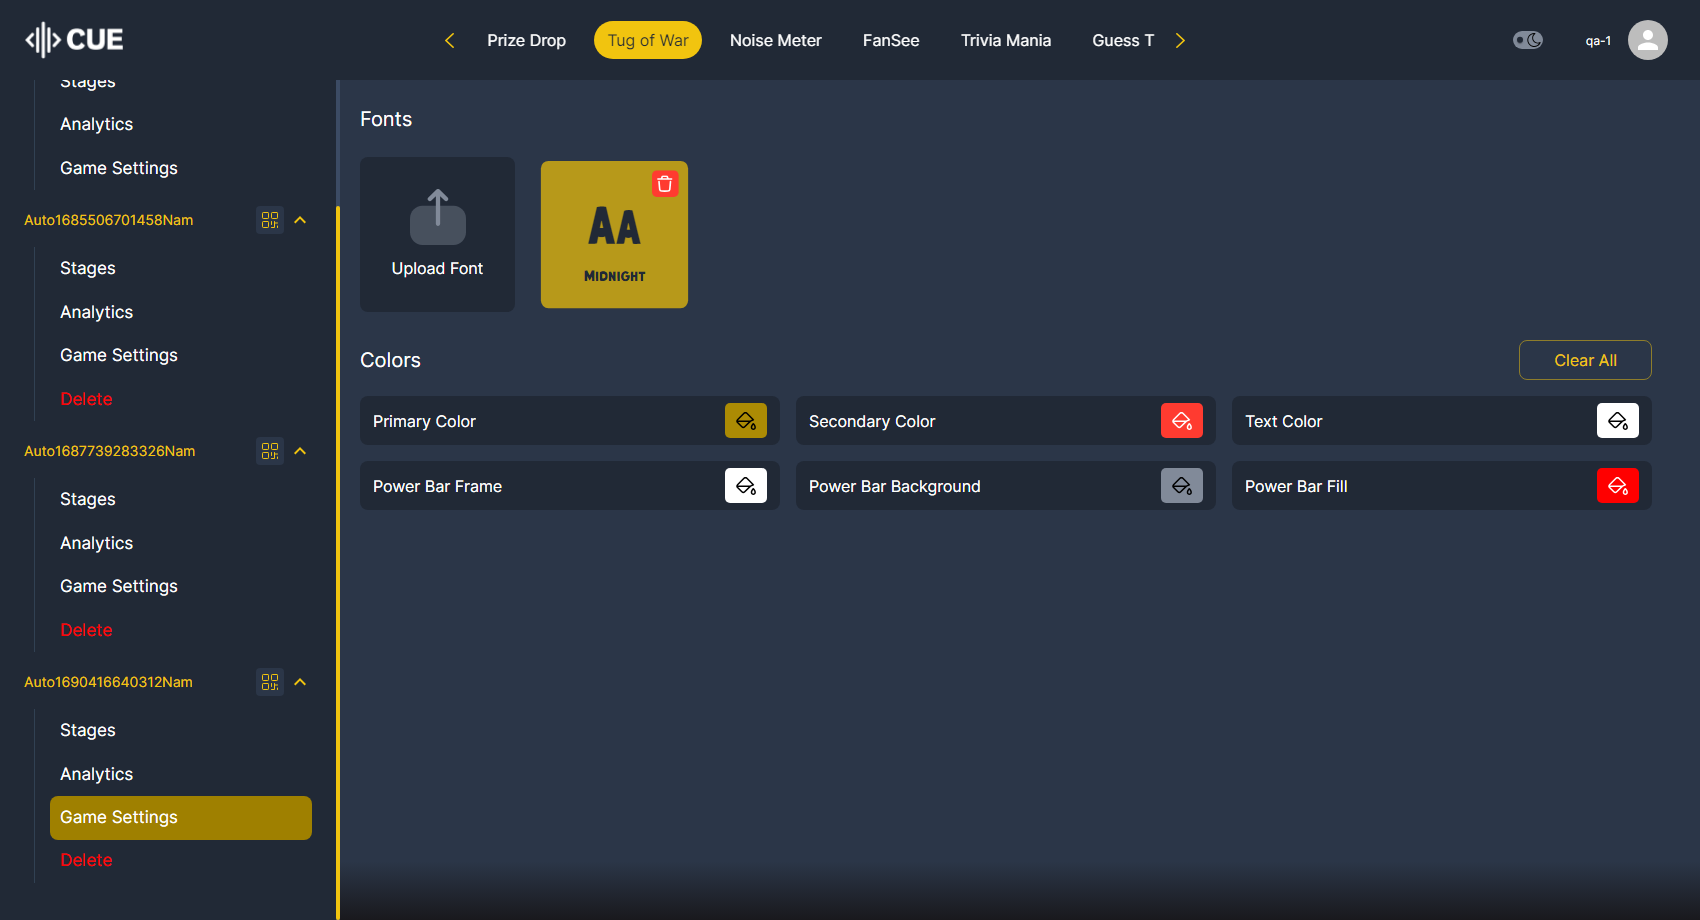 CUE
Prize Drop
Tug of War
Noise Meter
FanSee
Trivia Mania
Guess T
qa-1
Stages
Analytics
Game Settings
Auto1685506701458Nam
Stages
Analytics
Game Settings
Delete
Auto1687739283326Nam
Stages
Analytics
Game Settings
Delete
Auto1690416640312Nam
Stages
Analytics
Game Settings
Delete
Fonts
Upload Font
AA
MIDNIGHT
Colors
Clear All
Primary Color
Secondary Color
Text Color
Power Bar Frame
Power Bar Background
Power Bar Fill